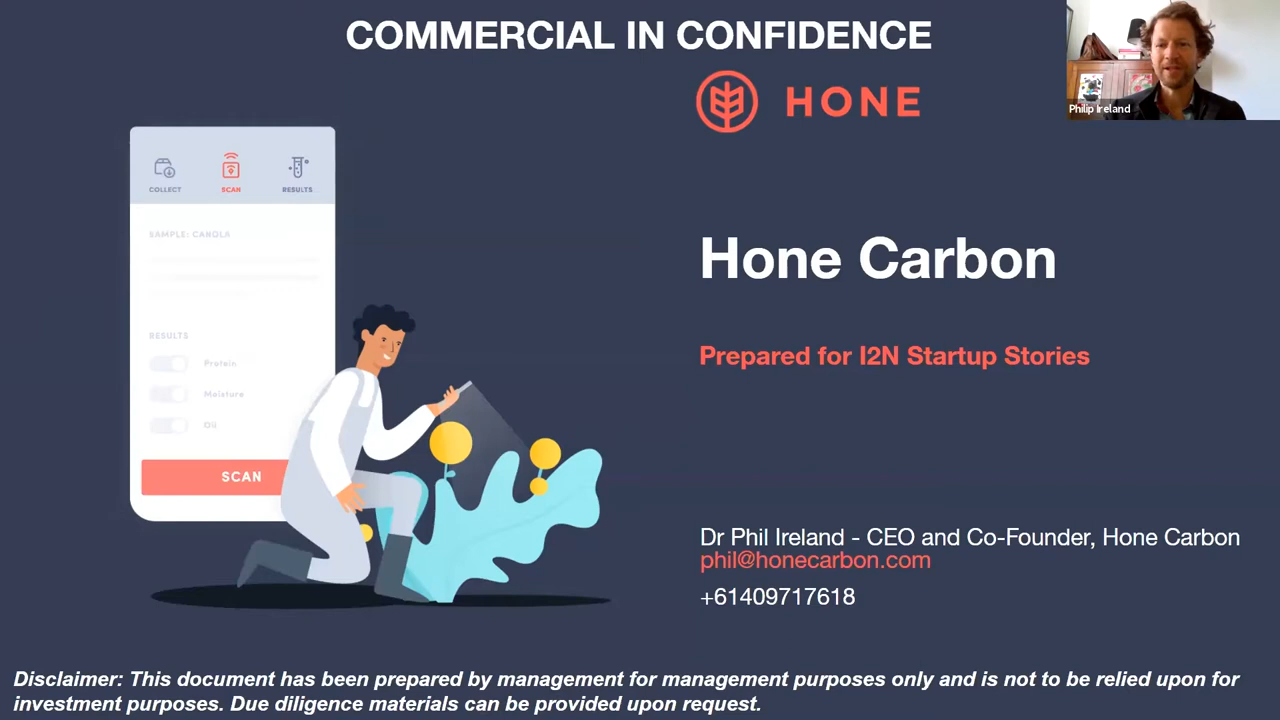 COMMERCIAL IN CONFIDENCE
HONE
Philip Ireland
COLLECT
SCAN
RESULTS
SAMPLE: CANOLA
RESULTS
Protein
Moisture
Oil
SCAN
Hone Carbon
Prepared for I2N Startup Stories
Dr Phil Ireland - CEO and Co-Founder, Hone Carbon
phil@honecarbon.com
+61409717618
Disclaimer: This document has been prepared by management for management purposes only and is not to be relied upon for
investment purposes. Due diligence materials can be provided upon request.